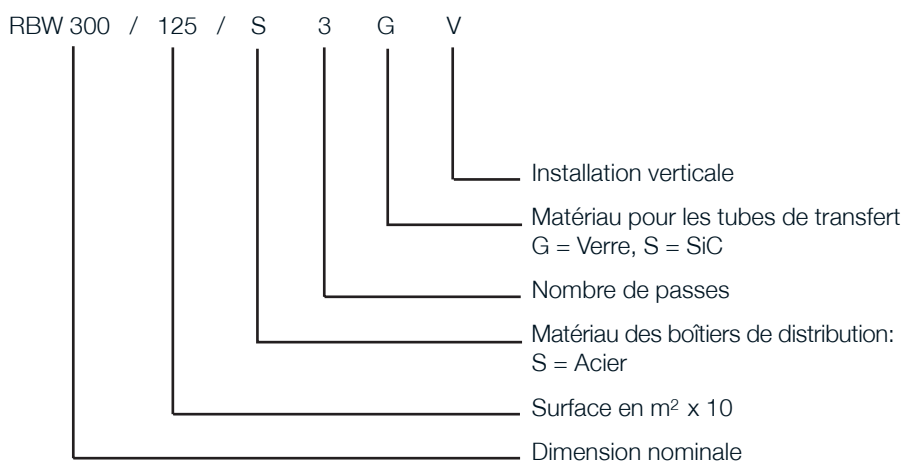 RBW 300 / 125 / S 3 G V
Installation verticale
Matériau pour les tubes de transfert
G = Verre, S = SiC
Nombre de passes
Matériau des boîtiers de distribution:
S = Acier
Surface en m² x 10
Dimension nominale